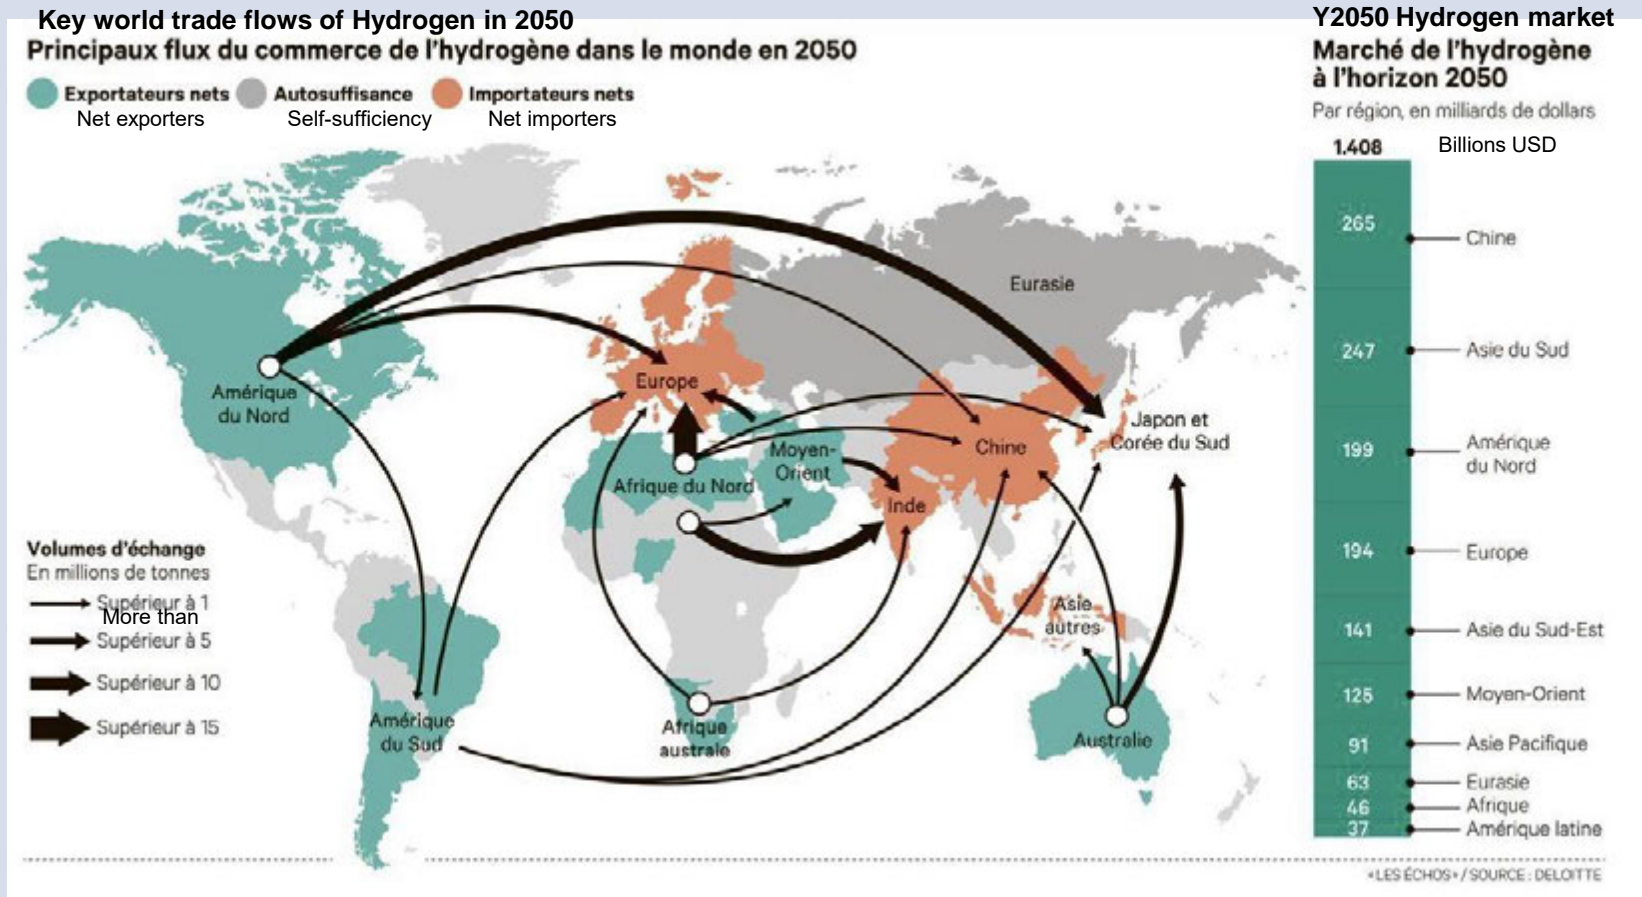 Key world trade flows of Hydrogen in 2050
Principaux flux du commerce de l'hydrogène dans le monde en 2050
Exportateurs nets
Autosuffisance
Importateurs nets
Net exporters
Self-sufficiency
Net importers
Eurasie
Amérique
du Nord
Europe
Japon et
Corée du Sud
Chine
Moyen-
Orient
Afrique du Nord
Inde
Asie
autres
Amérique
du Sud
Afrique
australe
Australie
Volumes d'échange
En millions de tonnes
Supérieur à 1
More than
Supérieur à 5
Supérieur à 10
Supérieur à 15
Y2050 Hydrogen market
Marché de l'hydrogène
à l'horizon 2050
Par région, en milliards de dollars
1.408
Billions USD
265
Chine
247
Asie du Sud
199
Amérique
du Nord
194
Europe
141
Asie du Sud-Est
125
Moyen-Orient
91
Asie Pacifique
63
Eurasie
46
Afrique
37
Amérique latine
«LES ÉCHOS» / SOURCE : DELOITTE